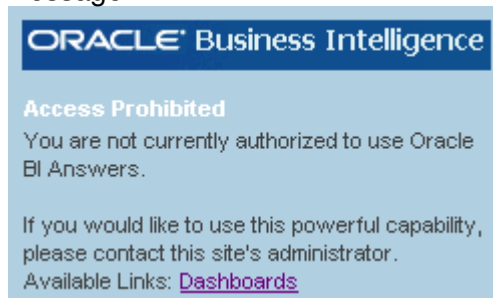 ORACLE Business Intelligence
Access Prohibited
You are not currently authorized to use Oracle
BI Answers.
If you would like to use this powerful capability,
please contact this site's administrator.
Available Links: Dashboards